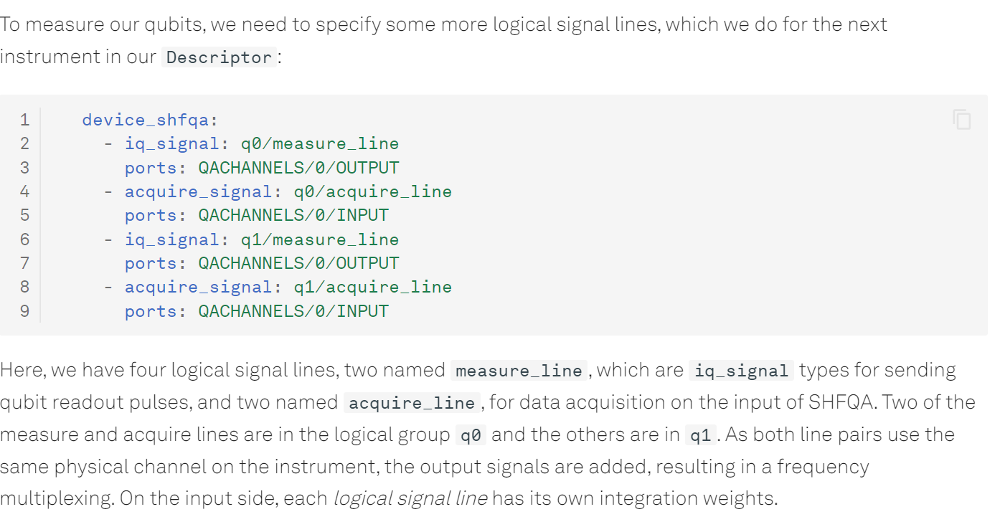 To measure our qubits, we need to specify some more logical signal lines, which we do for the next
instrument in our Descriptor:
1 device_shfqa:
2 - iq_signal: q0/measure_line
3 ports: QACHANNELS/0/OUTPUT
4 - acquire_signal: q0/acquire_line
5 ports: QACHANNELS/0/INPUT
6 - iq_signal: q1/measure_line
7 ports: QACHANNELS/0/OUTPUT
8 - acquire_signal: q1/acquire_line
9 ports: QACHANNELS/0/INPUT
Here, we have four logical signal lines, two named measure_line, which are iq_signal types for sending
qubit readout pulses, and two named acquire_line, for data acquisition on the input of SHFQA. Two of the
measure and acquire lines are in the logical group q0 and the others are in q1. As both line pairs use the
same physical channel on the instrument, the output signals are added, resulting in a frequency
multiplexing. On the input side, each logical signal line has its own integration weights.